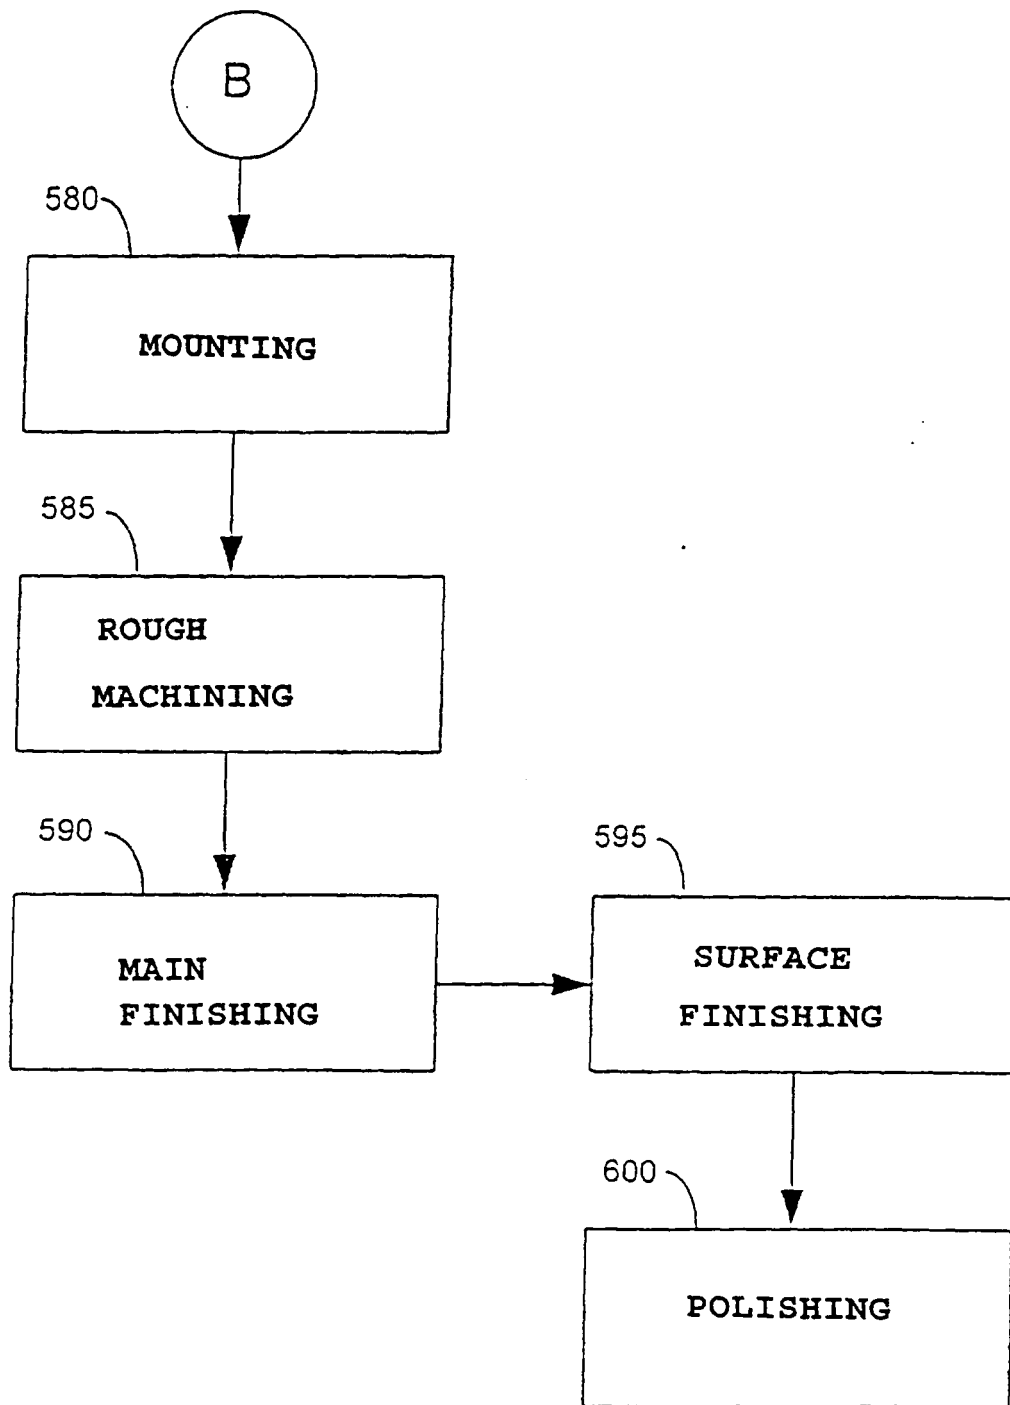 B
580
MOUNTING
585
ROUGH
MACHINING
590
MAIN
FINISHING
595
SURFACE
FINISHING
600
POLISHING